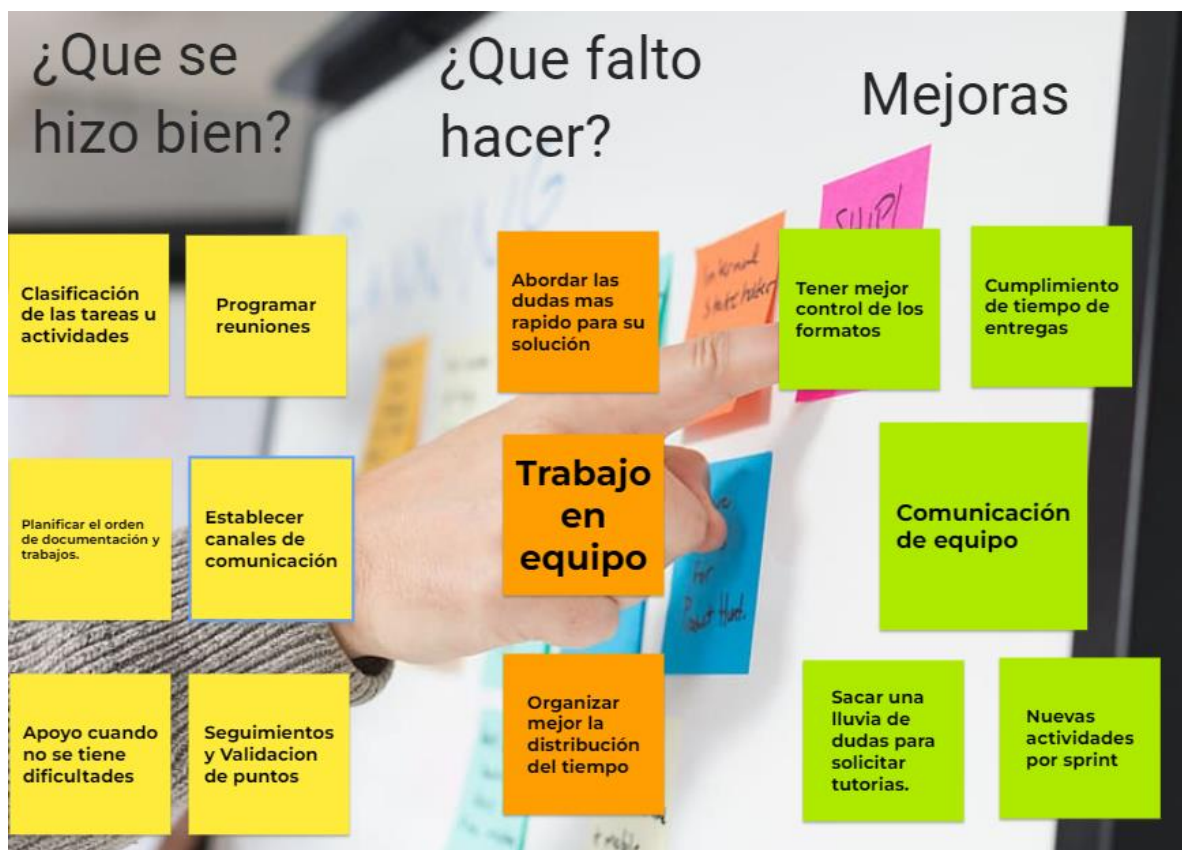 ¿Que se
hizo bien?
¿Que falto
hacer?
Mejoras
Clasificación
de las tareas u
actividades
Programar
reuniones
Planificar el orden
de documentación y
trabajos.
Establecer
canales de
comunicación
Apoyo cuando
no se tiene
dificultades
Seguimientos
y Validacion
de puntos
Abordar las
dudas mas
rapido para su
solución
Trabajo
en
equipo
Organizar
mejor la
distribución
del tiempo
Tener mejor
control de los
formatos
Cumplimiento
de tiempo de
entregas
Comunicación
de equipo
Sacar una
lluvia de
dudas para
solicitar
tutorias.
Nuevas
actividades
por sprint
for
Product Hunt.